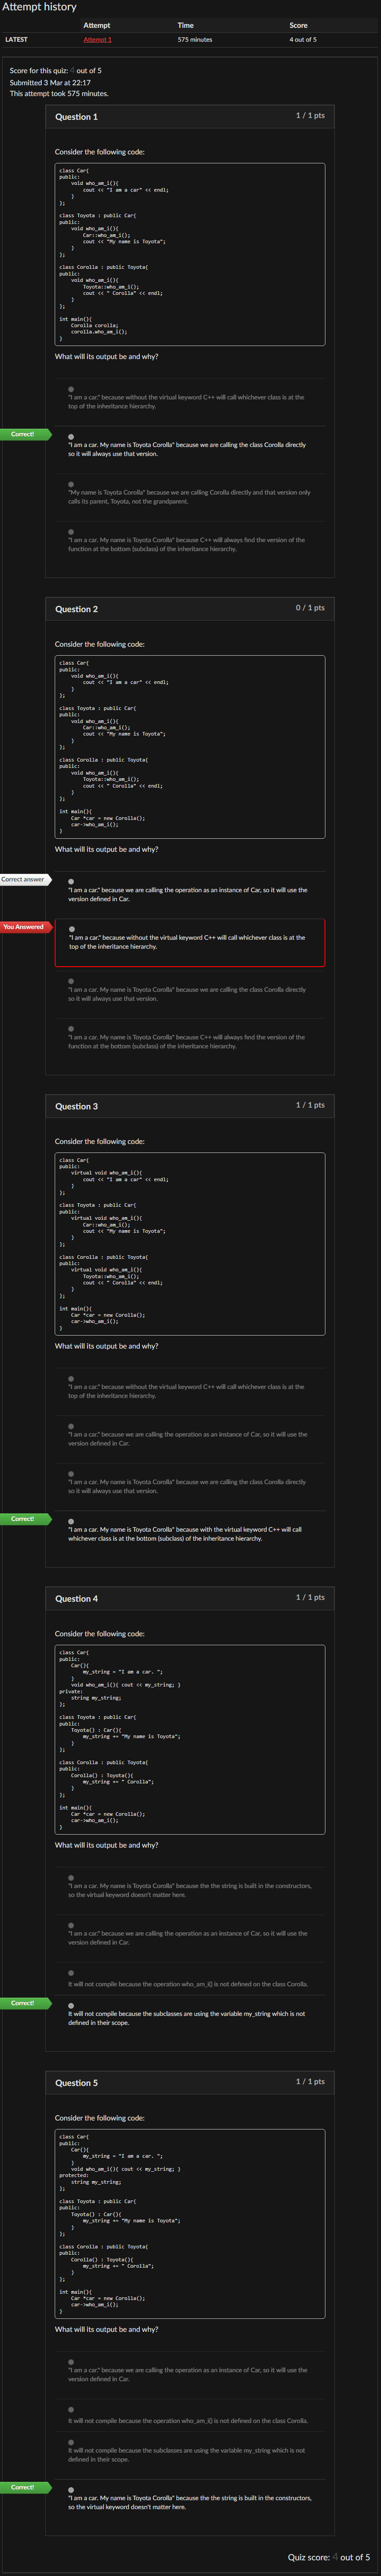 Attempt history
Attempt Time Score
LATEST Attempt 1 575 minutes 4 out of 5
Score for this quiz: 4 out of 5
Submitted 3 Mar at 22:17
This attempt took 575 minutes.
Question 1 1 / 1 pts
Consider the following code:
class Car{
public:
void who_am_i(){
cout << "I am a car" << endl;
}
};
class Toyota : public Car{
public:
void who_am_i(){
Car::who_am_i();
cout << "My name is Toyota";
}
};
class Corolla : public Toyota{
public:
void who_am_i(){
Toyota::who_am_i();
cout << " Corolla" << endl;
}
};
int main(){
Corolla corolla;
corolla.who_am_i();
}
What will its output be and why?
"I am a car." because without the virtual keyword C++ will call whichever class is at the
top of the inheritance hierarchy.
Correct!
"I am a car. My name is Toyota Corolla" because we are calling the class Corolla directly
so it will always use that version.
"My name is Toyota Corolla" because we are calling Corolla directly and that version only
calls its parent, Toyota, not the grandparent.
"I am a car. My name is Toyota Corolla" because C++ will always find the version of the
function at the bottom (subclass) of the inheritance hierarchy.
Question 2 0 / 1 pts
Consider the following code:
class Car{
public:
void who_am_i(){
cout << "I am a car" << endl;
}
};
class Toyota : public Car{
public:
void who_am_i(){
Car::who_am_i();
cout << "My name is Toyota";
}
};
class Corolla : public Toyota{
public:
void who_am_i(){
Toyota::who_am_i();
cout << " Corolla" << endl;
}
};
int main(){
Car *car = new Corolla();
car->who_am_i();
}
What will its output be and why?
Correct answer
"I am a car." because we are calling the operation as an instance of Car, so it will use the
version defined in Car.
You Answered
"I am a car." because without the virtual keyword C++ will call whichever class is at the
top of the inheritance hierarchy.
"I am a car. My name is Toyota Corolla" because we are calling the class Corolla directly
so it will always use that version.
"I am a car. My name is Toyota Corolla" because C++ will always find the version of the
function at the bottom (subclass) of the inheritance hierarchy.
Question 3 1 / 1 pts
Consider the following code:
class Car{
public:
virtual void who_am_i(){
cout << "I am a car" << endl;
}
};
class Toyota : public Car{
public:
virtual void who_am_i(){
Car::who_am_i();
cout << "My name is Toyota";
}
};
class Corolla : public Toyota{
public:
virtual void who_am_i(){
Toyota::who_am_i();
cout << " Corolla" << endl;
}
};
int main(){
Car *car = new Corolla();
car->who_am_i();
}
What will its output be and why?
"I am a car." because without the virtual keyword C++ will call whichever class is at the
top of the inheritance hierarchy.
"I am a car." because we are calling the operation as an instance of Car, so it will use the
version defined in Car.
"I am a car. My name is Toyota Corolla" because we are calling the class Corolla directly
so it will always use that version.
Correct!
"I am a car. My name is Toyota Corolla" because with the virtual keyword C++ will call
whichever class is at the bottom (subclass) of the inheritance hierarchy.
Question 4 1 / 1 pts
Consider the following code:
class Car{
public:
Car(){
my_string = "I am a car. ";
}
void who_am_i(){ cout << my_string; }
private:
string my_string;
};
class Toyota : public Car{
public:
Toyota() : Car(){
my_string += "My name is Toyota";
}
};
class Corolla : public Toyota{
public:
Corolla() : Toyota(){
my_string += " Corolla";
}
};
int main(){
Car *car = new Corolla();
car->who_am_i();
}
What will its output be and why?
"I am a car. My name is Toyota Corolla" because the the string is built in the constructors,
so the virtual keyword doesn't matter here.
"I am a car." because we are calling the operation as an instance of Car, so it will use the
version defined in Car.
It will not compile because the operation who_am_i() is not defined on the class Corolla.
Correct!
It will not compile because the subclasses are using the variable my_string which is not
defined in their scope.
Question 5 1 / 1 pts
Consider the following code:
class Car{
public:
Car(){
my_string = "I am a car. ";
}
void who_am_i(){ cout << my_string; }
protected:
string my_string;
};
class Toyota : public Car{
public:
Toyota() : Car(){
my_string += "My name is Toyota";
}
};
class Corolla : public Toyota{
public:
Corolla() : Toyota(){
my_string += " Corolla";
}
};
int main(){
Car *car = new Corolla();
car->who_am_i();
}
What will its output be and why?
"I am a car." because we are calling the operation as an instance of Car, so it will use the
version defined in Car.
It will not compile because the operation who_am_i() is not defined on the class Corolla.
It will not compile because the subclasses are using the variable my_string which is not
defined in their scope.
Correct!
"I am a car. My name is Toyota Corolla" because the the string is built in the constructors,
so the virtual keyword doesn't matter here.
Quiz score: 4 out of 5